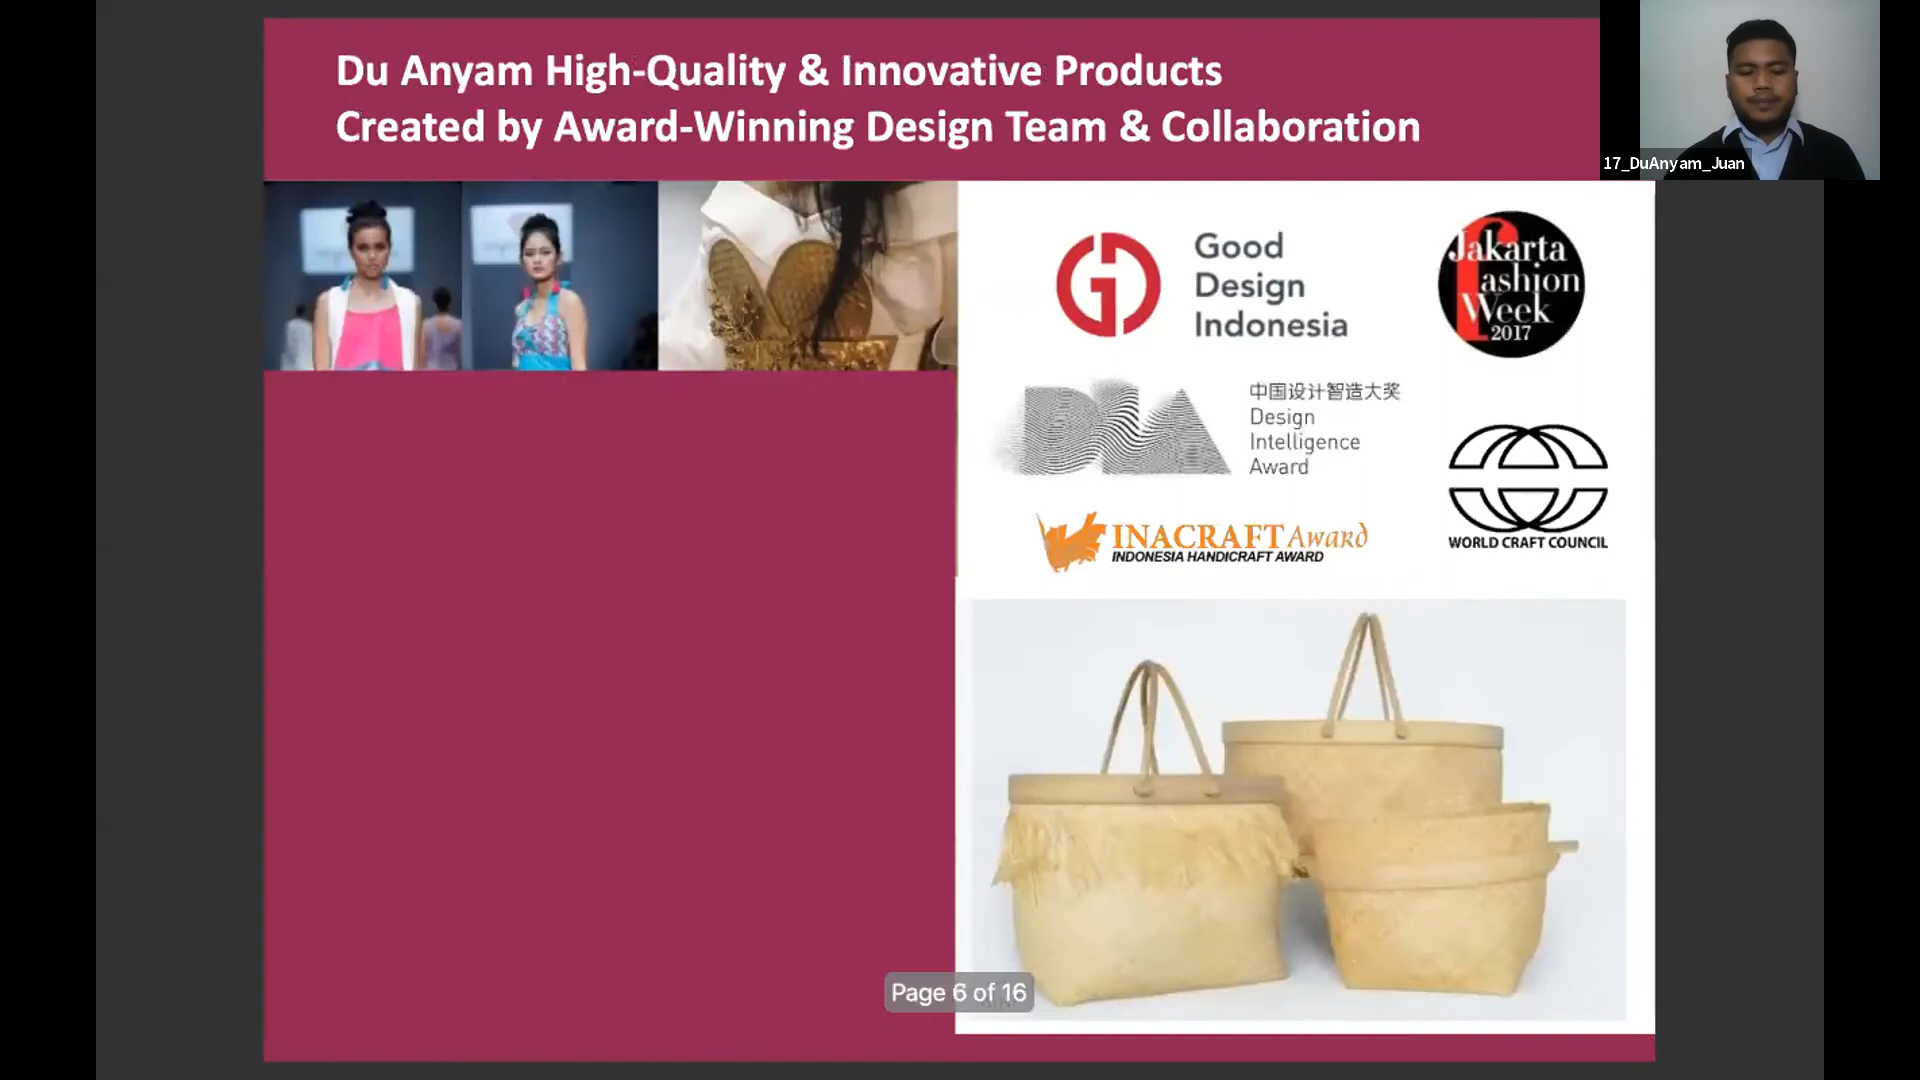 Du Anyam High-Quality & Innovative Products
Created by Award-Winning Design Team & Collaboration
17_DuAnyam_Juan
Good
Design
Indonesia
Jakarta
fashion
Week
2017
DIA
中国设计智造大奖
Design
Intelligence
Award
INACRAFT Award
INDONESIA HANDICRAFT AWARD
WORLD CRAFT COUNCIL
Page 6 of 16